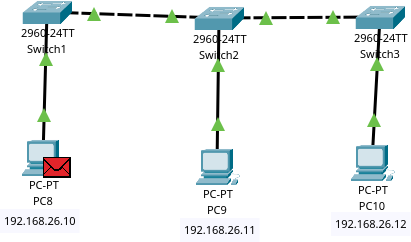 2960-24TT
Switch1
2960-24TT
Switch2
2960-24TT
Switch3
PC-PT
PC8
192.168.26.10
PC-PT
PC9
192.168.26.11
PC-PT
PC10
192.168.26.12